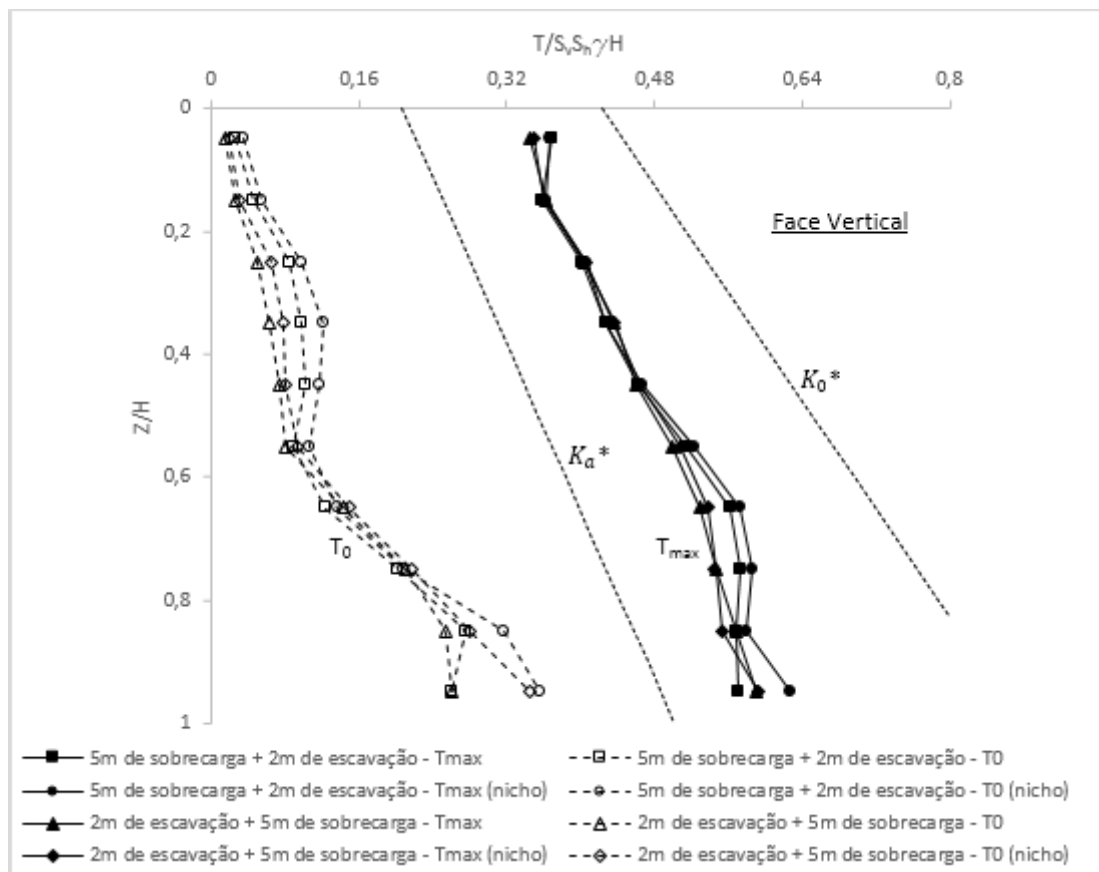 T/SᵥSₕγH
0 0,16 0,32 0,48 0,64 0,8
0
0,2
0,4
0,6
0,8
1
Z/H
Face Vertical
K₀*
Kₐ*
T₀
Tₘₐₓ
5m de sobrecarga + 2m de escavação - Tmax
5m de sobrecarga + 2m de escavação - T0
5m de sobrecarga + 2m de escavação - Tmax (nicho)
5m de sobrecarga + 2m de escavação - T0 (nicho)
2m de escavação + 5m de sobrecarga - Tmax
2m de escavação + 5m de sobrecarga - T0
2m de escavação + 5m de sobrecarga - Tmax (nicho)
2m de escavação + 5m de sobrecarga - T0 (nicho)